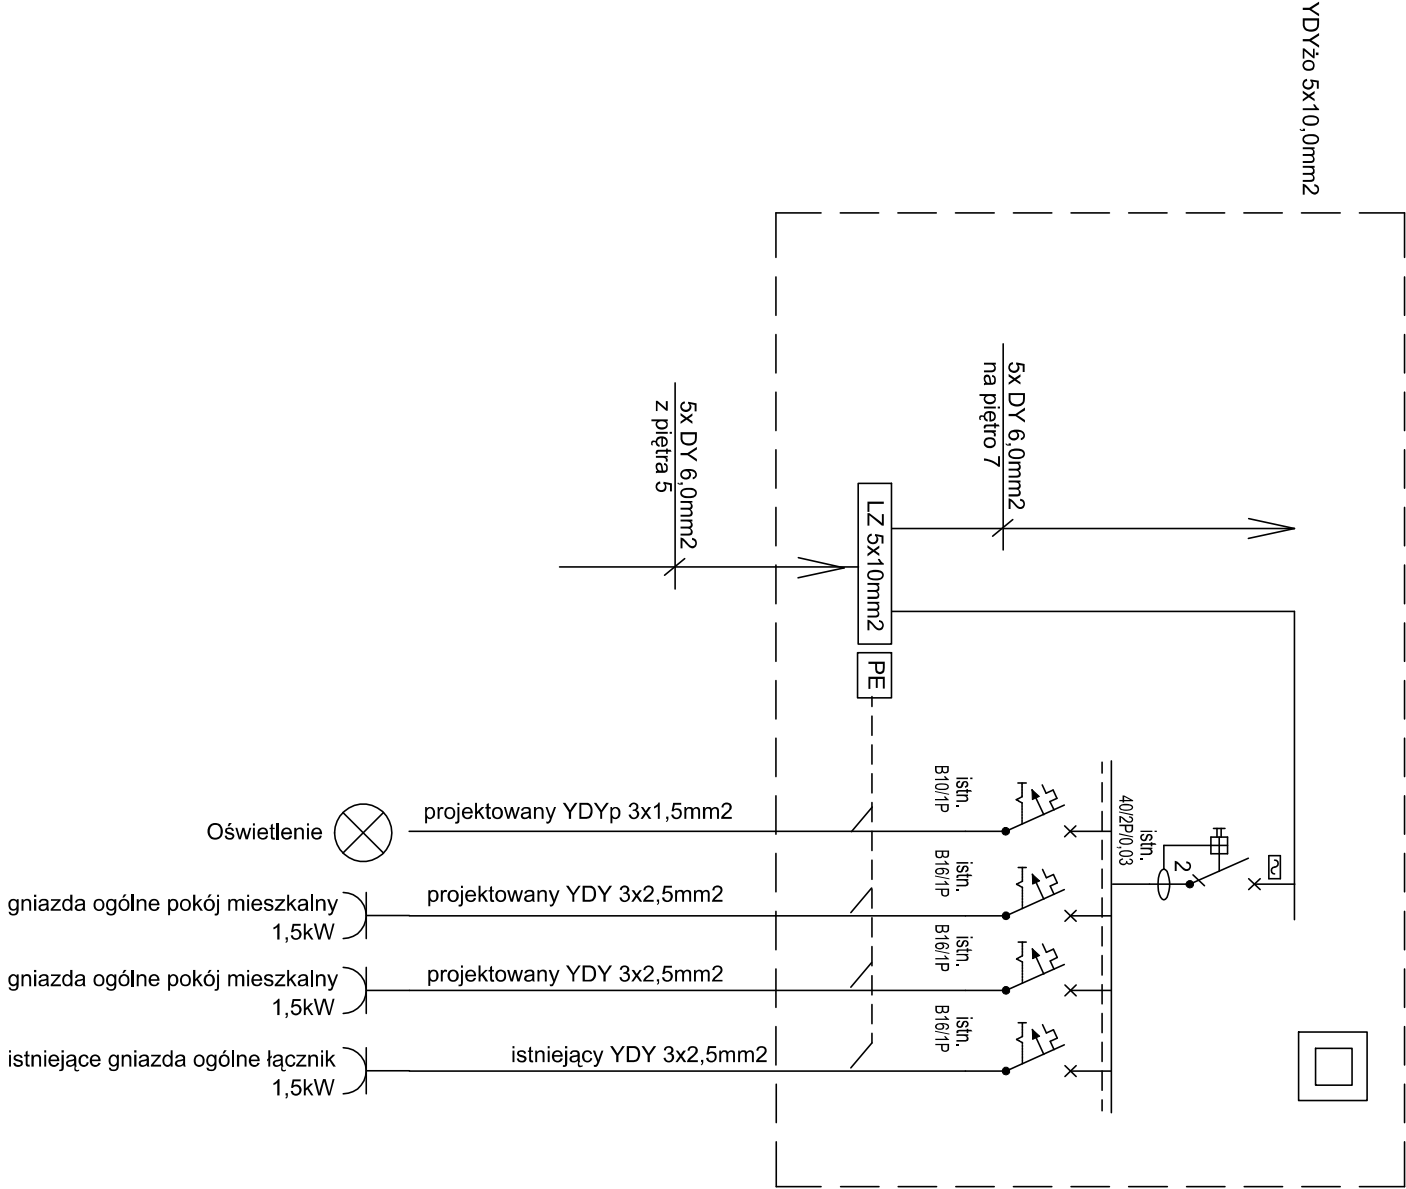 YDYżo 5x10,0mm2
5x DY 6,0mm2
na piętro 7
5x DY 6,0mm2
z piętra 5
LZ 5x10mm2
PE
istn.
40/2P/0,03
2
~
istn.
B10/1P
projektowany YDYp 3x1,5mm2
Oświetlenie
istn.
B16/1P
projektowany YDY 3x2,5mm2
gniazda ogólne pokój mieszkalny
1,5kW
istn.
B16/1P
projektowany YDY 3x2,5mm2
gniazda ogólne pokój mieszkalny
1,5kW
istn.
B16/1P
istniejący YDY 3x2,5mm2
istniejące gniazda ogólne łącznik
1,5kW